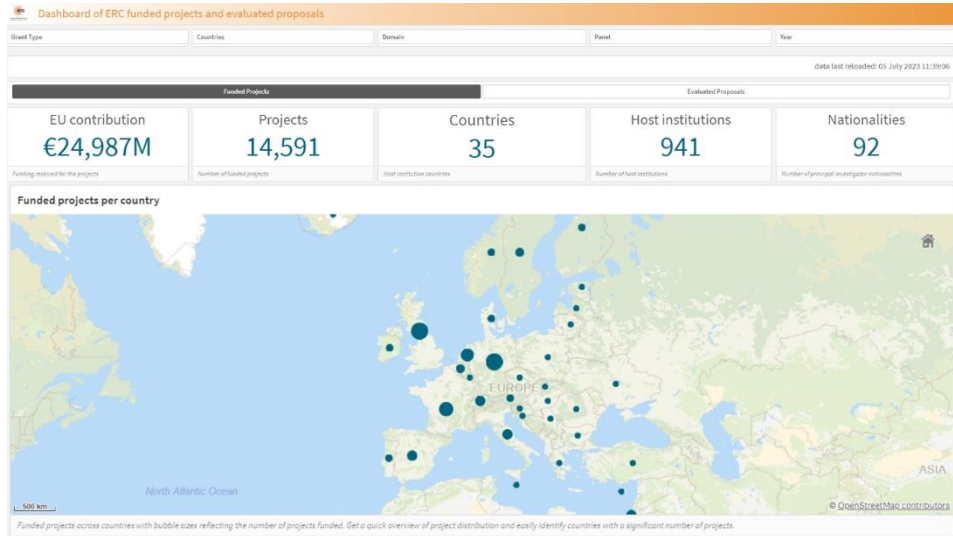 Dashboard of ERC funded projects and evaluated proposals
Grant Type
Countries
Domain
Panel
Year
data last reloaded: 05 July 2023 11:39:06
Funded Projects
Evaluated Proposals
EU contribution
€24,987M
Funding received for the projects
Projects
14,591
Number of funded projects
Countries
35
Host institution countries
Host institutions
941
Number of host institutions
Nationalities
92
Number of principal investigator nationalities
Funded projects per country
EUROPE
ASIA
North Atlantic Ocean
500 km
© OpenStreetMap contributors
Funded projects across countries with bubble sizes reflecting the number of projects funded. Get a quick overview of project distribution and easily identify countries with a significant number of projects.